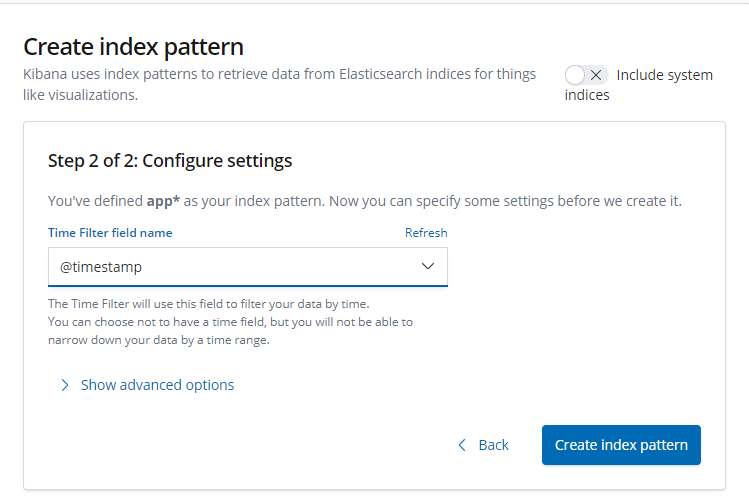 Create index pattern
Kibana uses index patterns to retrieve data from Elasticsearch indices for things
like visualizations.
Include system
indices
Step 2 of 2: Configure settings
You've defined app* as your index pattern. Now you can specify some settings before we create it.
Time Filter field name
Refresh
@timestamp
The Time Filter will use this field to filter your data by time.
You can choose not to have a time field, but you will not be able to
narrow down your data by a time range.
Show advanced options
Back
Create index pattern